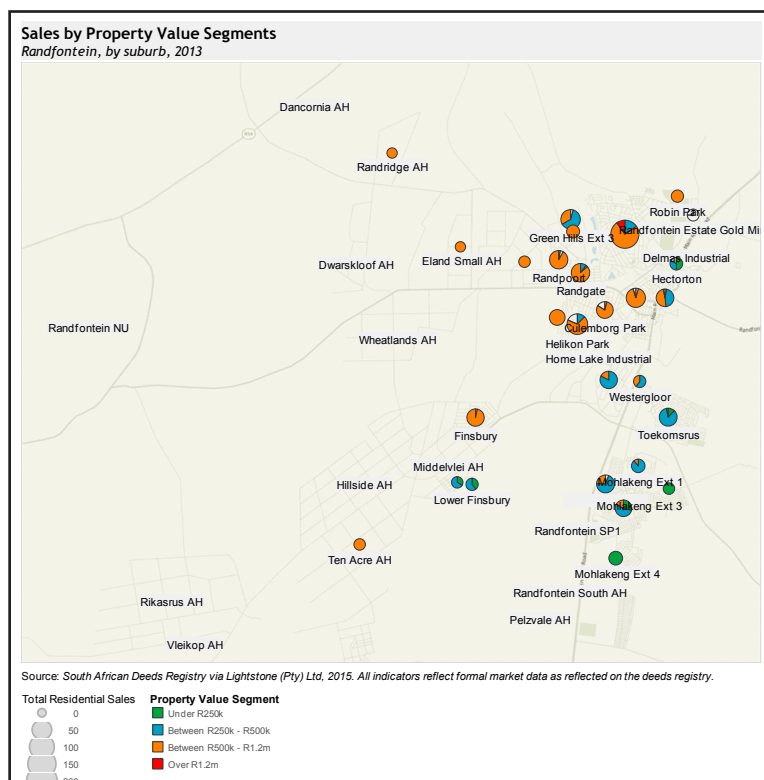 Sales by Property Value Segments
Randfontein, by suburb, 2013
Dancornia AH
Randridge AH
Robin Park
Randfontein Estate Gold Mi
Green Hills Ext 3
Delmas Industrial
Eland Small AH
Dwarskloof AH
Hectorton
Randpoort
Randgate
Randfontein NU
Culemborg Park
Wheatlands AH
Helikon Park
Home Lake Industrial
Westergloor
Finsbury
Toekomsrus
Middelvlei AH
Mohlakeng Ext 1
Hillside AH
Lower Finsbury
Mohlakeng Ext 3
Randfontein SP1
Ten Acre AH
Mohlakeng Ext 4
Randfontein South AH
Rikasrus AH
Pelzvale AH
Vleikop AH
Source: South African Deeds Registry via Lightstone (Pty) Ltd, 2015. All indicators reflect formal market data as reflected on the deeds registry.
Total Residential Sales
0
50
100
150
Property Value Segment
Under R250k
Between R250k - R500k
Between R500k - R1.2m
Over R1.2m